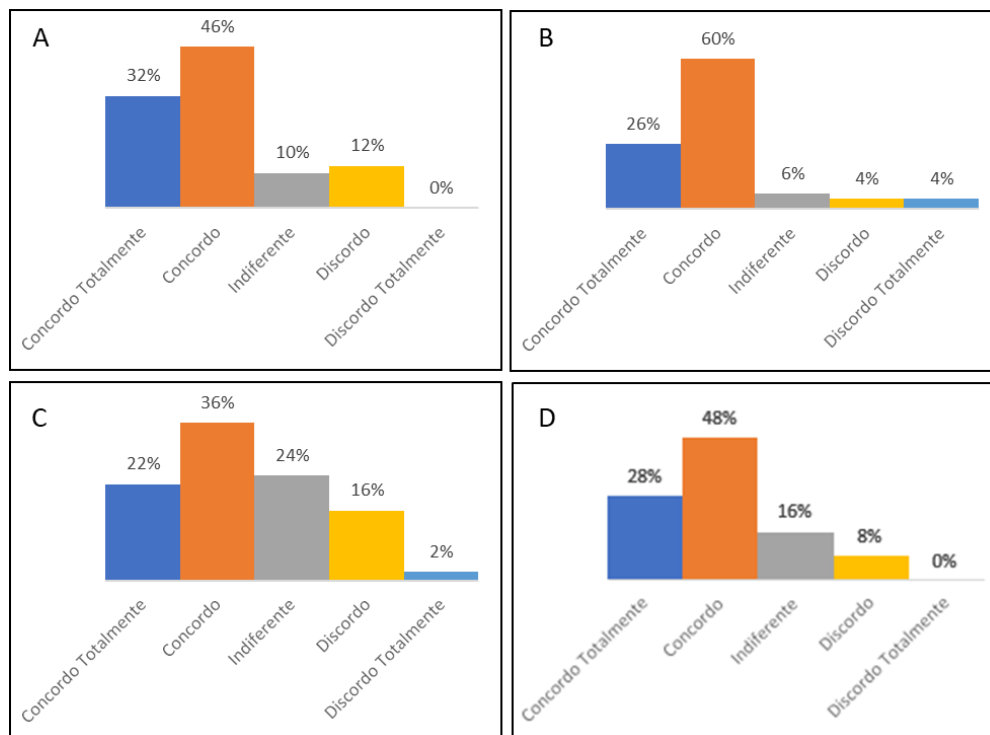 A
46%
32%
10%
12%
0%
Concordo Totalmente
Concordo
Indiferente
Discordo
Discordo Totalmente
B
60%
26%
6%
4%
4%
Concordo Totalmente
Concordo
Indiferente
Discordo
Discordo Totalmente
C
36%
22%
24%
16%
2%
Concordo Totalmente
Concordo
Indiferente
Discordo
Discordo Totalmente
D
48%
28%
16%
8%
0%
Concordo Totalmente
Concordo
Indiferente
Discordo
Discordo Totalmente